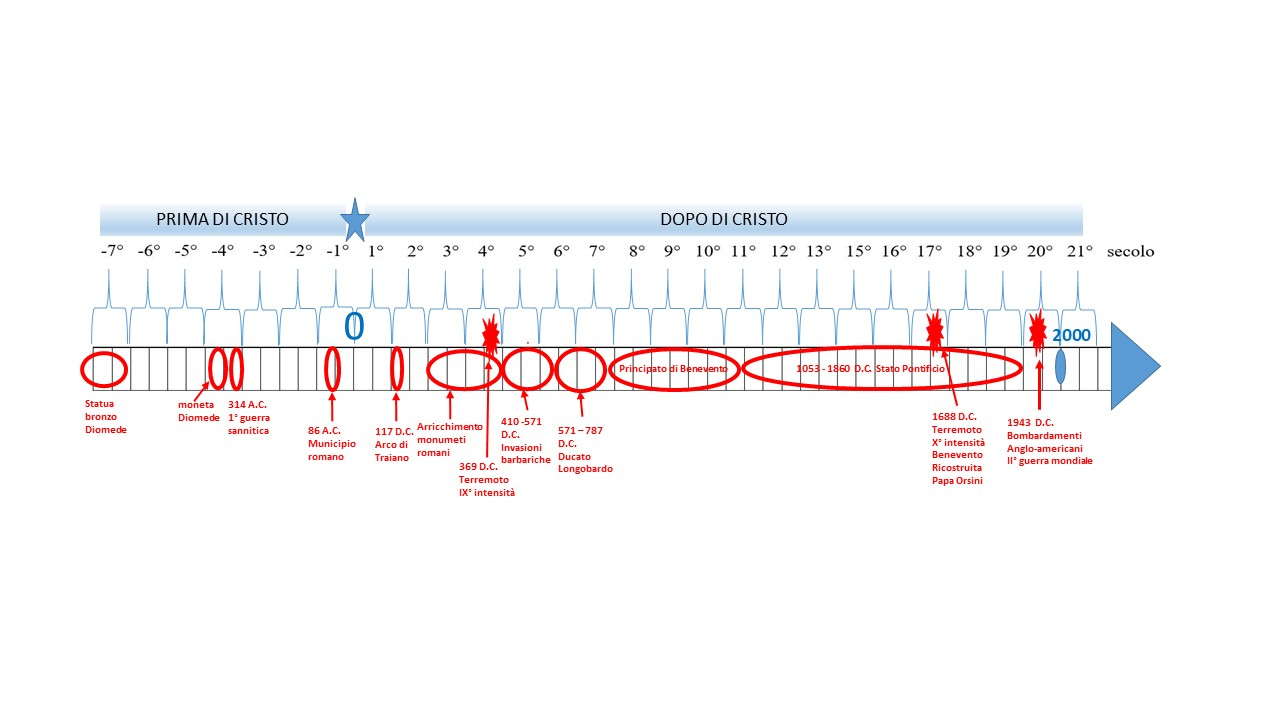 PRIMA DI CRISTO
DOPO DI CRISTO
-7° -6° -5° -4° -3° -2° -1° 1° 2° 3° 4° 5° 6° 7° 8° 9° 10° 11° 12° 13° 15° 16° 17° 18° 19° 20° 21° secolo
0
2000
Principato di Benevento
1053 - 1860 D.C. Stato Pontificio
Statua
bronzo
Diomede
moneta
Diomede
314 A.C.
1° guerra
sannitica
86 A.C.
Municipio
romano
117 D.C.
Arco di
Traiano
Arricchimento
monumeti
romani
369 D.C.
Terremoto
IX° intensità
410 -571
D.C.
Invasioni
barbariche
571 – 787
D.C.
Ducato
Longobardo
1688 D.C.
Terremoto
X° intensità
Benevento
Ricostruita
Papa Orsini
1943 D.C.
Bombardamenti
Anglo-americani
II° guerra mondiale